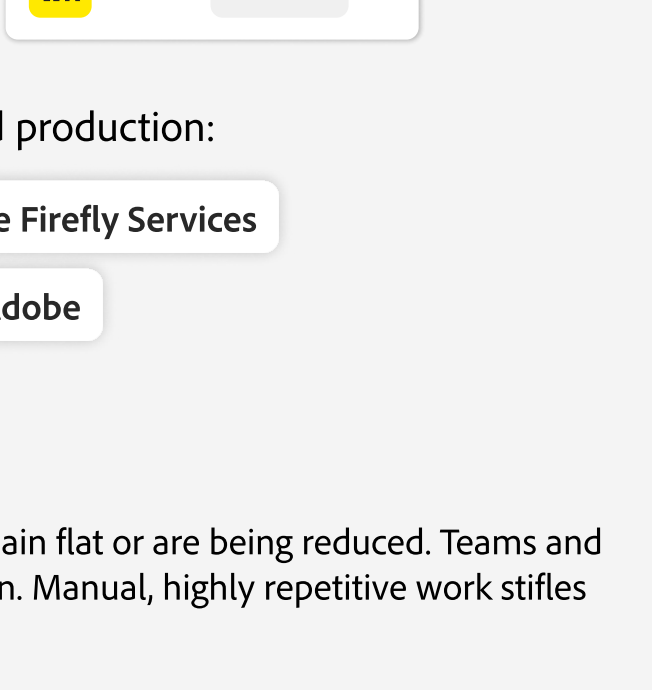 production:
e Firefly Services
dobe
ain flat or are being reduced. Teams and
n. Manual, highly repetitive work stifles